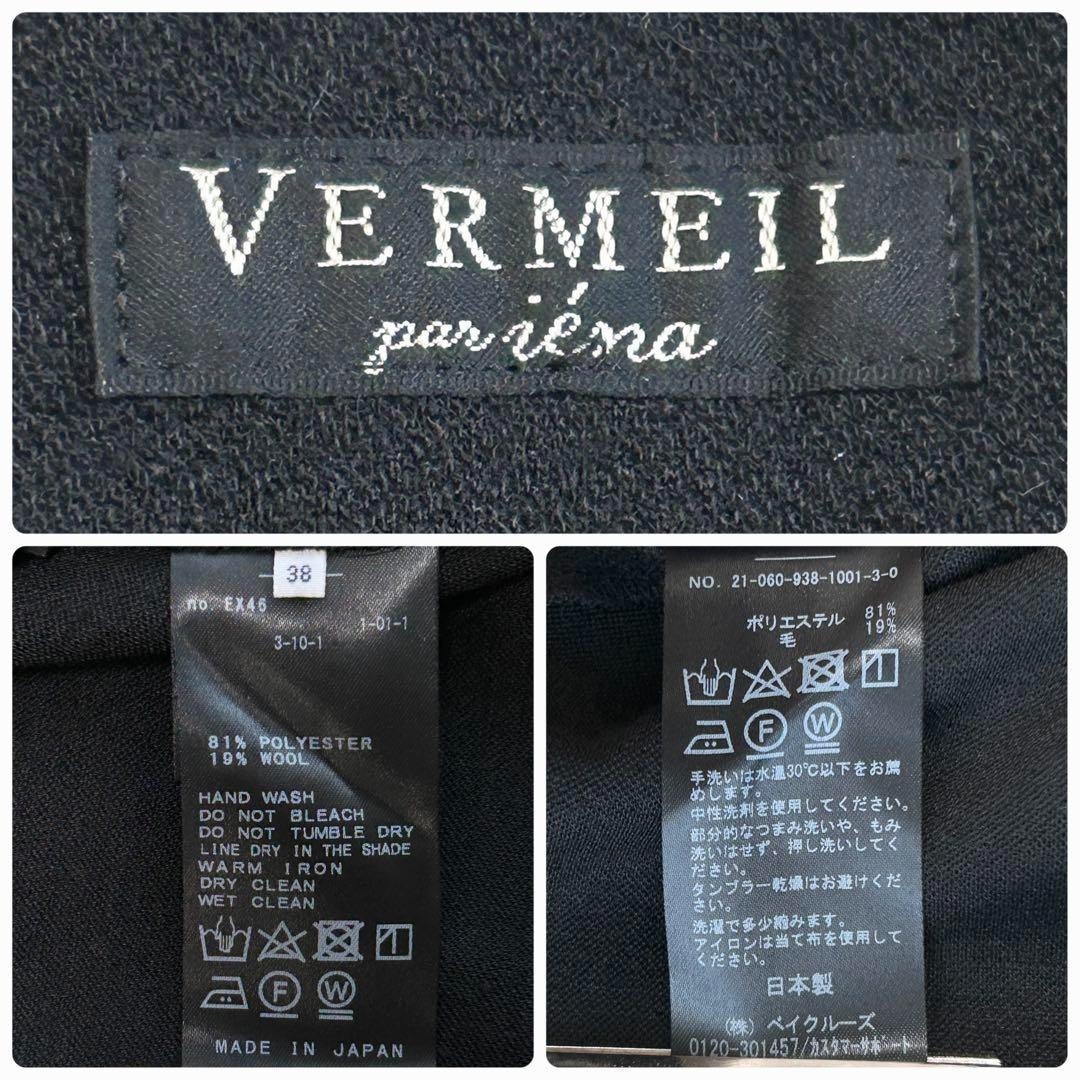 VERMEIL
par iéna
38
no. EX46
1-01-1
3-10-1
81% POLYESTER
19% WOOL
HAND WASH
DO NOT BLEACH
DO NOT TUMBLE DRY
LINE DRY IN THE SHADE
WARM IRON
DRY CLEAN
WET CLEAN
F
W
MADE IN JAPAN
NO. 21-060-938-1001-3-0
ポリエステル 81%
毛 19%
F
W
手洗いは水温30℃以下をお薦
めします。
中性洗剤を使用してください。
部分的なつまみ洗いや、もみ
洗いはせず、押し洗いしてく
ださい。
タンブラー乾燥はお避けくだ
さい。
洗濯で多少縮みます。
アイロンは当て布を使用して
ください。
日本製
(株) ベイクルーズ
0120-301457/カスタマーサポート